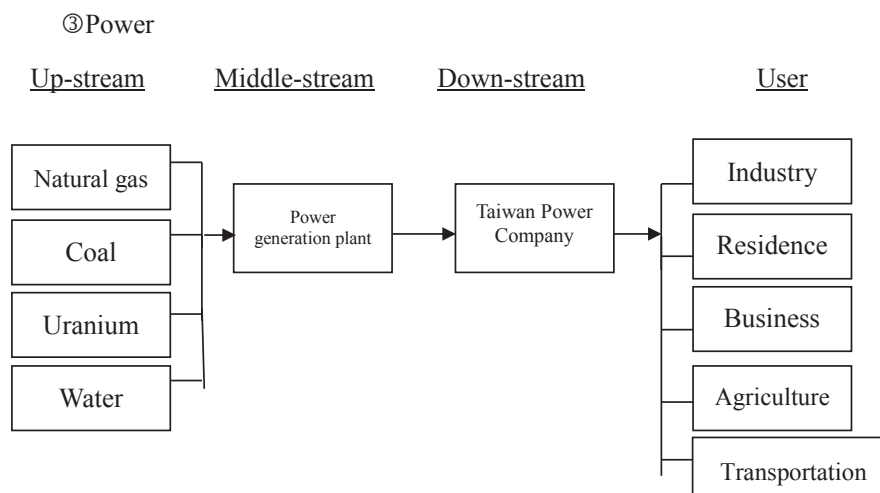 ③Power
Up-stream
Middle-stream
Down-stream
User
Natural gas
Coal
Uranium
Water
Power
generation plant
Taiwan Power
Company
Industry
Residence
Business
Agriculture
Transportation